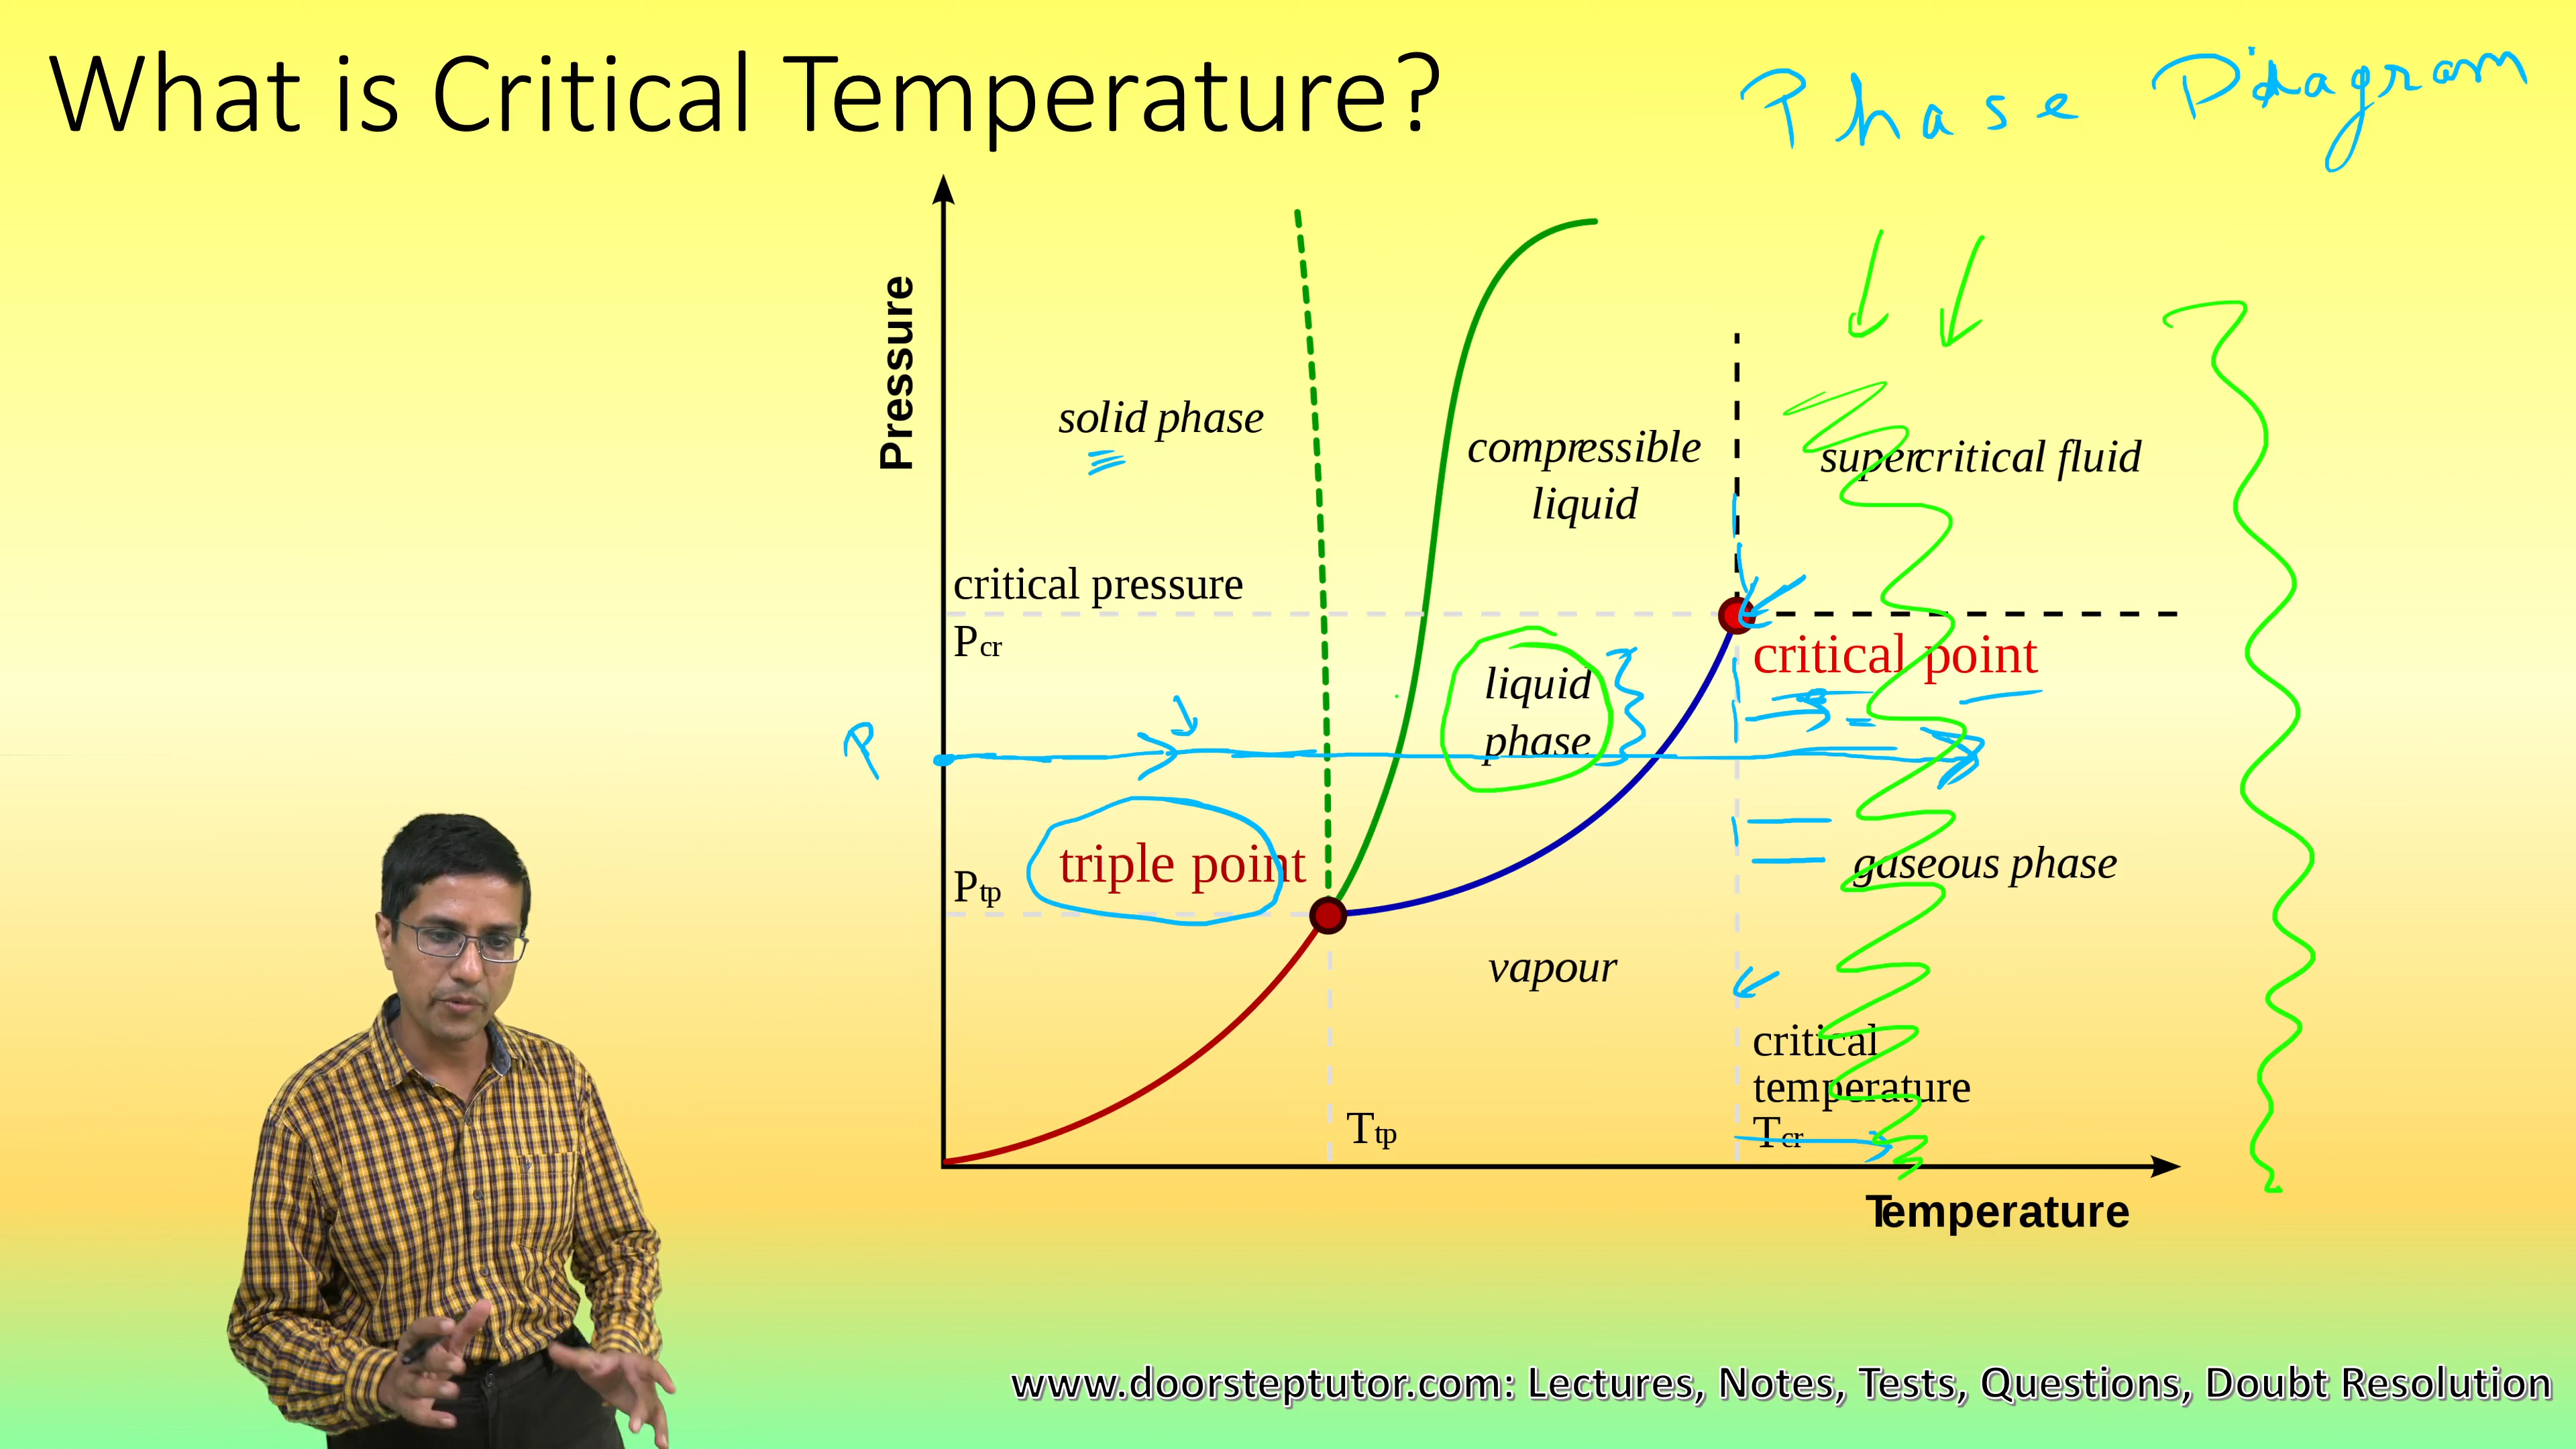 What is Critical Temperature?
Phase Diagram
Pressure
solid phase
compressible
liquid
supercritical fluid
critical pressure
Pcr
critical point
liquid
phase
P
triple point
gaseous phase
Ptp
vapour
critical
temperature
Tcr
Ttp
Temperature
www.doorsteptutor.com: Lectures, Notes, Tests, Questions, Doubt Resolution